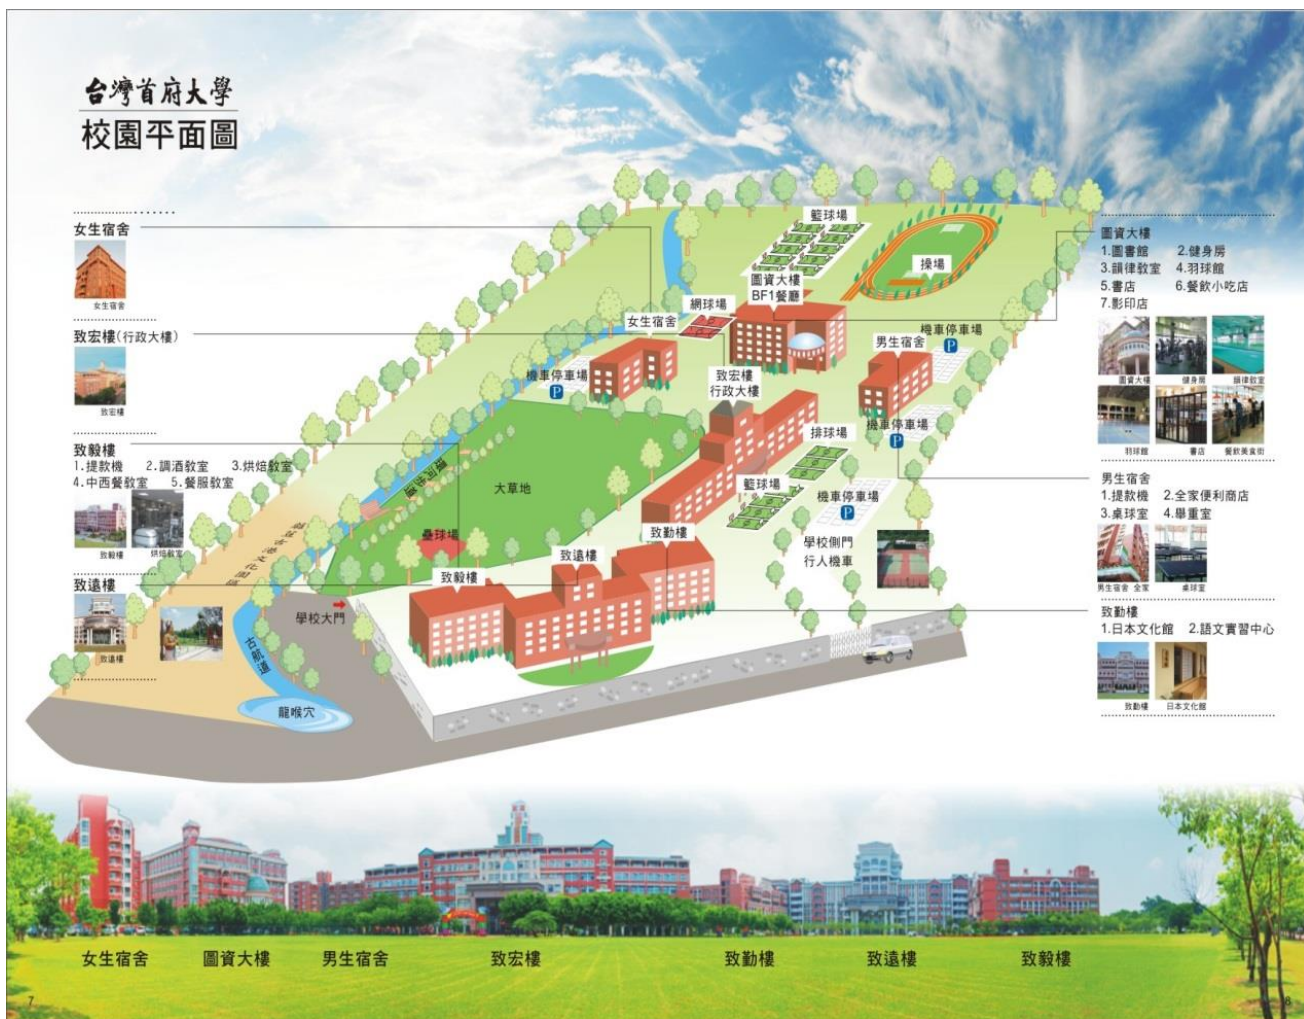 台灣首府大學
校園平面圖
女生宿舍
女生宿舍
致宏樓(行政大樓)
致宏樓
致毅樓
1.提款機 2.調酒教室 3.烘焙教室
4.中西餐教室 5.餐服教室
致毅樓 烘焙教室
致遠樓
致遠樓
籃球場
操場
圖資大樓
BF1餐廳
網球場
女生宿舍
機車停車場
P
男生宿舍
機車停車場
P
致宏樓
行政大樓
機車停車場
P
排球場
籃球場
機車停車場
P
學校側門
行人機車
大草地
壘球場
致勤樓
致遠樓
致毅樓
學校大門
古航道
龍喉穴
圖資大樓
1.圖書館 2.健身房
3.韻律教室 4.羽球館
5.書店 6.餐飲小吃店
7.影印店
圖資大樓 健身房 韻律教室
羽球館 書店 餐飲美食街
男生宿舍
1.提款機 2.全家便利商店
3.桌球室 4.舉重室
男生宿舍 全家 桌球室
致勤樓
1.日本文化館 2.語文實習中心
致勤樓 日本文化館
女生宿舍 圖資大樓 男生宿舍 致宏樓 致勤樓 致遠樓 致毅樓
7 8